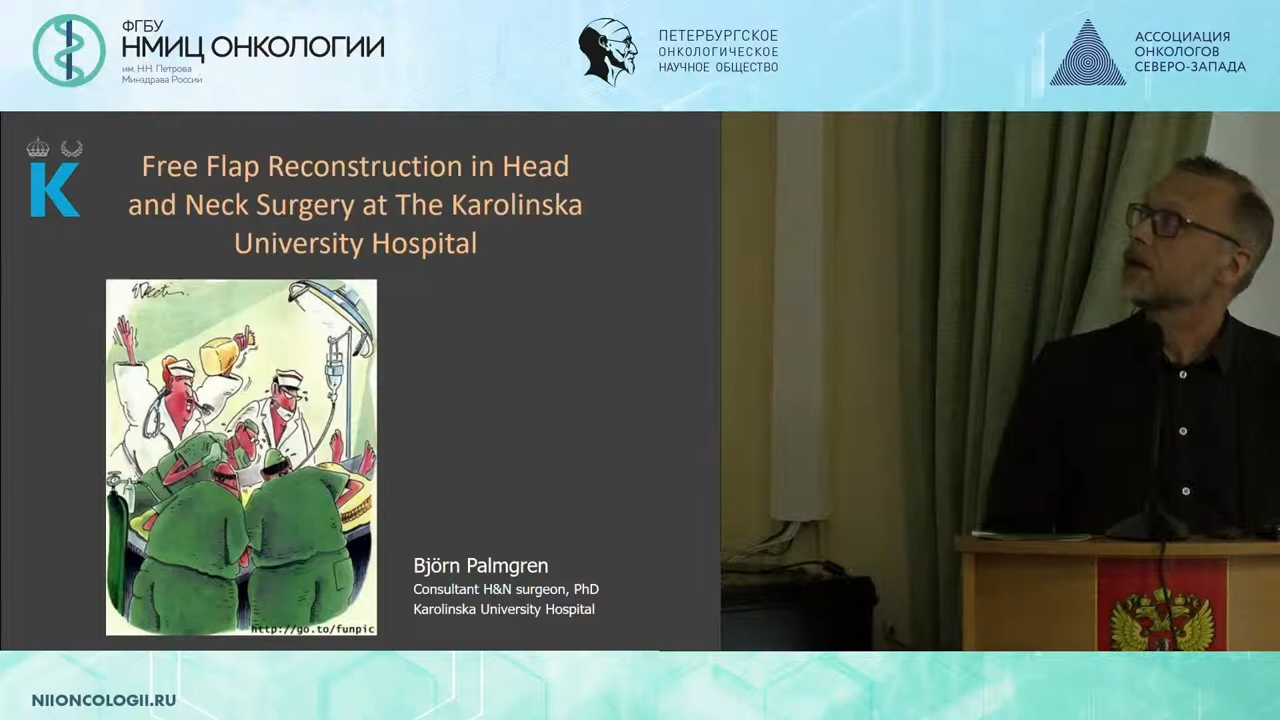 ФГБУ
НМИЦ ОНКОЛОГИИ
им. Н.Н. Петрова
Минздрава России
ПЕТЕРБУРГСКОЕ
ОНКОЛОГИЧЕСКОЕ
НАУЧНОЕ ОБЩЕСТВО
АССОЦИАЦИЯ
ОНКОЛОГОВ
СЕВЕРО-ЗАПАДА
K
Free Flap Reconstruction in Head
and Neck Surgery at The Karolinska
University Hospital
Björn Palmgren
Consultant H&N surgeon, PhD
Karolinska University Hospital
http://go.to/funpic
NIIONCOLOGII.RU